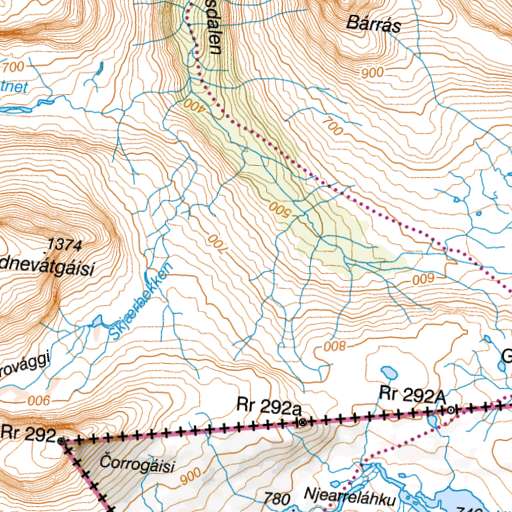 sdalen
Bárrás
700
900
tnet
400
700
1374
dnevátgáisi
500
700
600
Skjærbekken
800
rovággi
G
Rr 292A
900
Rr 292a
Rr 292
Čorrogáisi
900
780
Njearreláhku